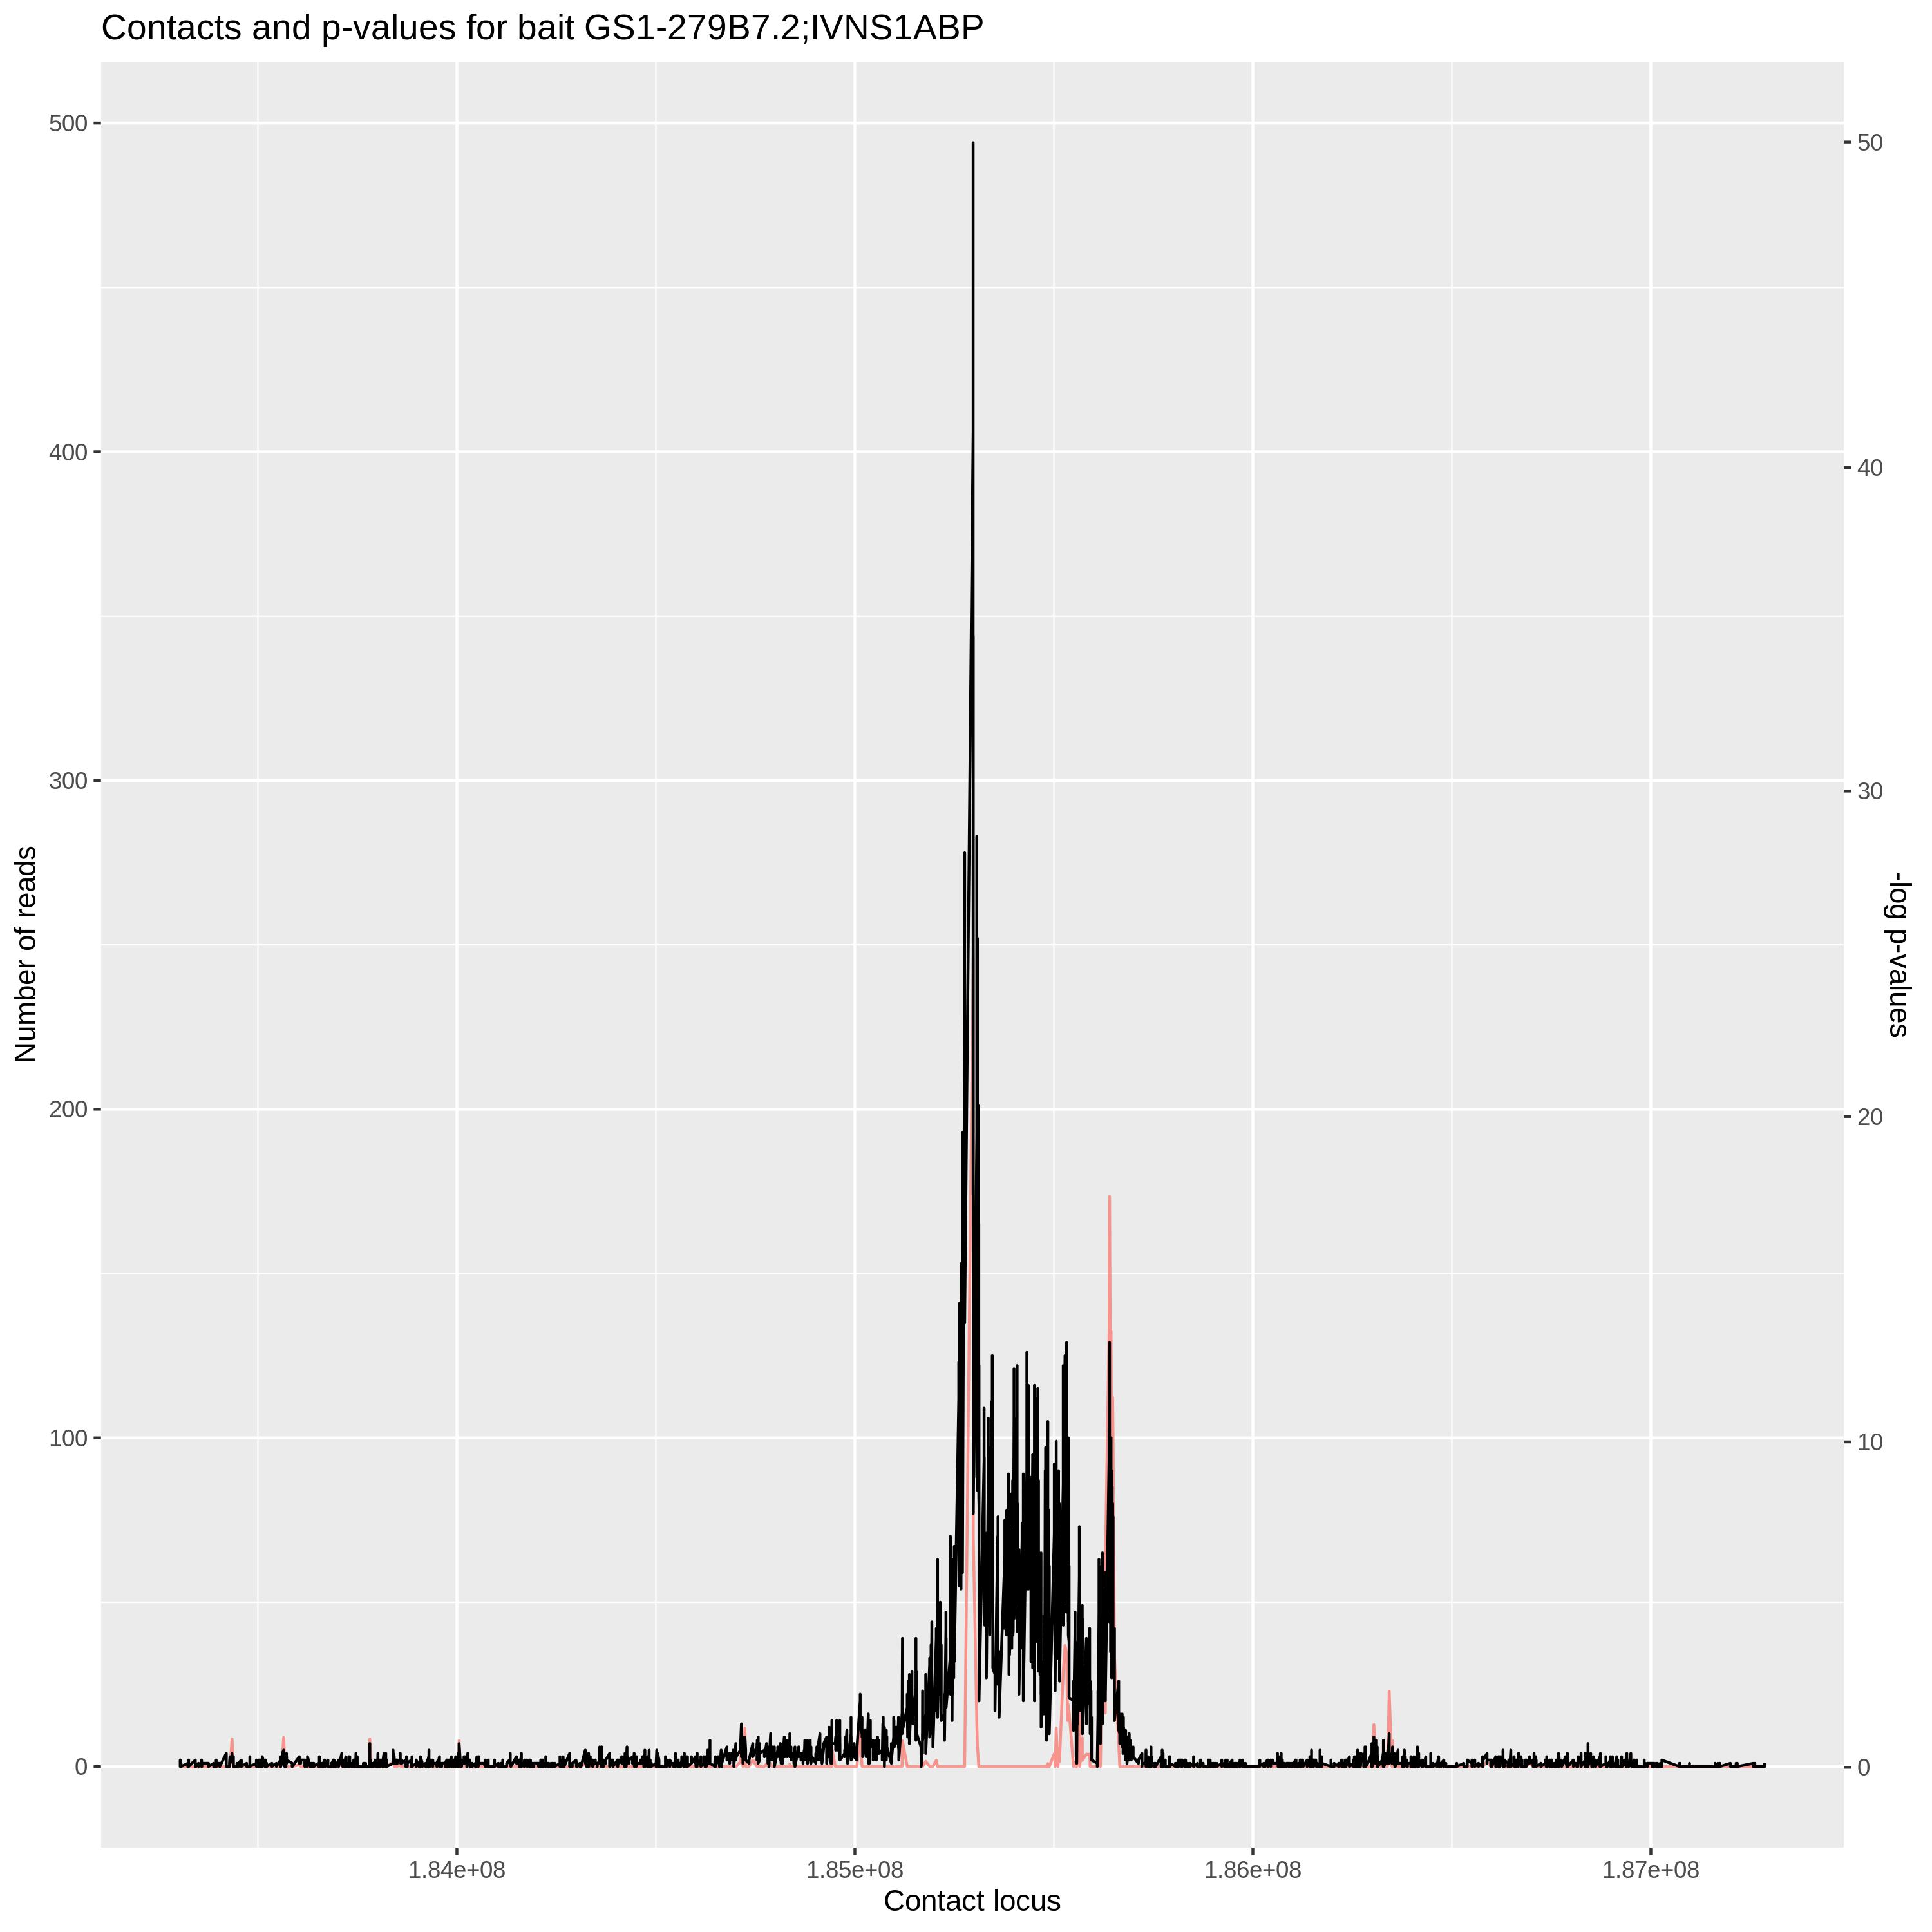 Contacts and p-values for bait GS1-279B7.2;IVNS1ABP
500
400
300
200
100
0
Number of reads
50
40
30
20
10
0
-log p-values
1.84e+08
1.85e+08
1.86e+08
1.87e+08
Contact locus